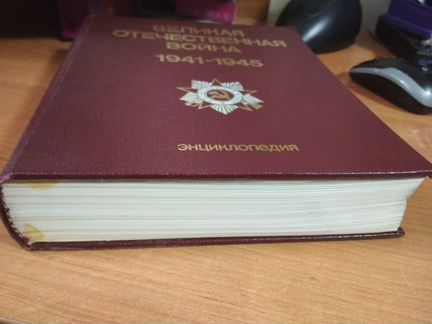 ВЕЛИКАЯ
ОТЕЧЕСТВЕННАЯ
ВОЙНА
1941-1945
ЭНЦИКЛОПЕДИЯ